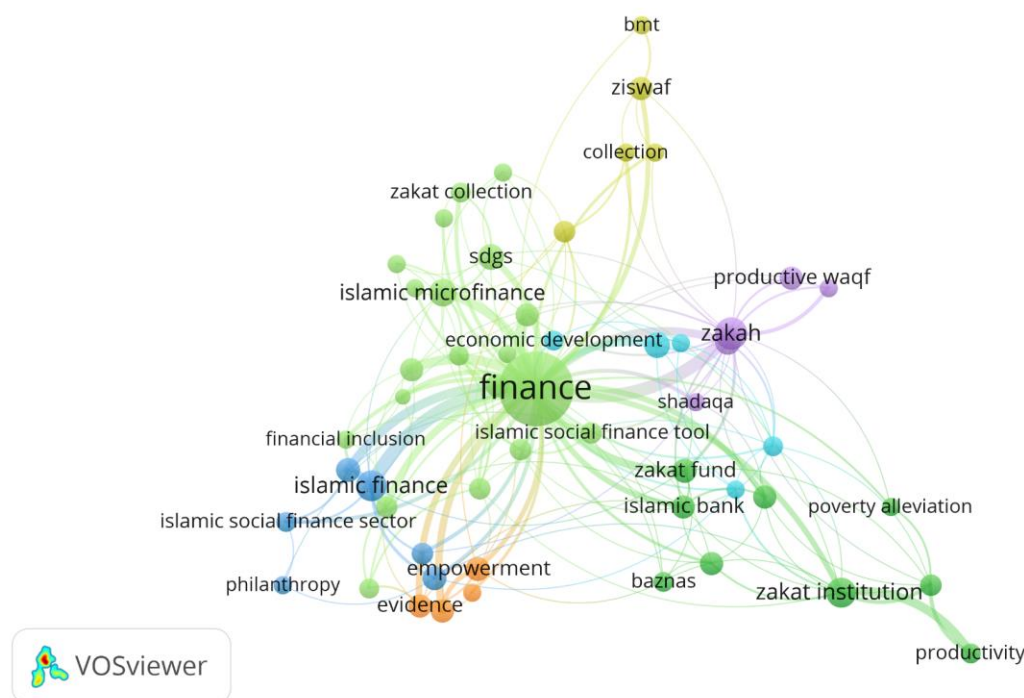 bmt
ziswaf
collection
zakat collection
sdgs
productive waqf
islamic microfinance
zakah
economic development
finance
shadaqa
islamic social finance tool
financial inclusion
zakat fund
islamic finance
islamic bank
poverty alleviation
islamic social finance sector
empowerment
baznas
philanthropy
zakat institution
evidence
productivity
VOSviewer